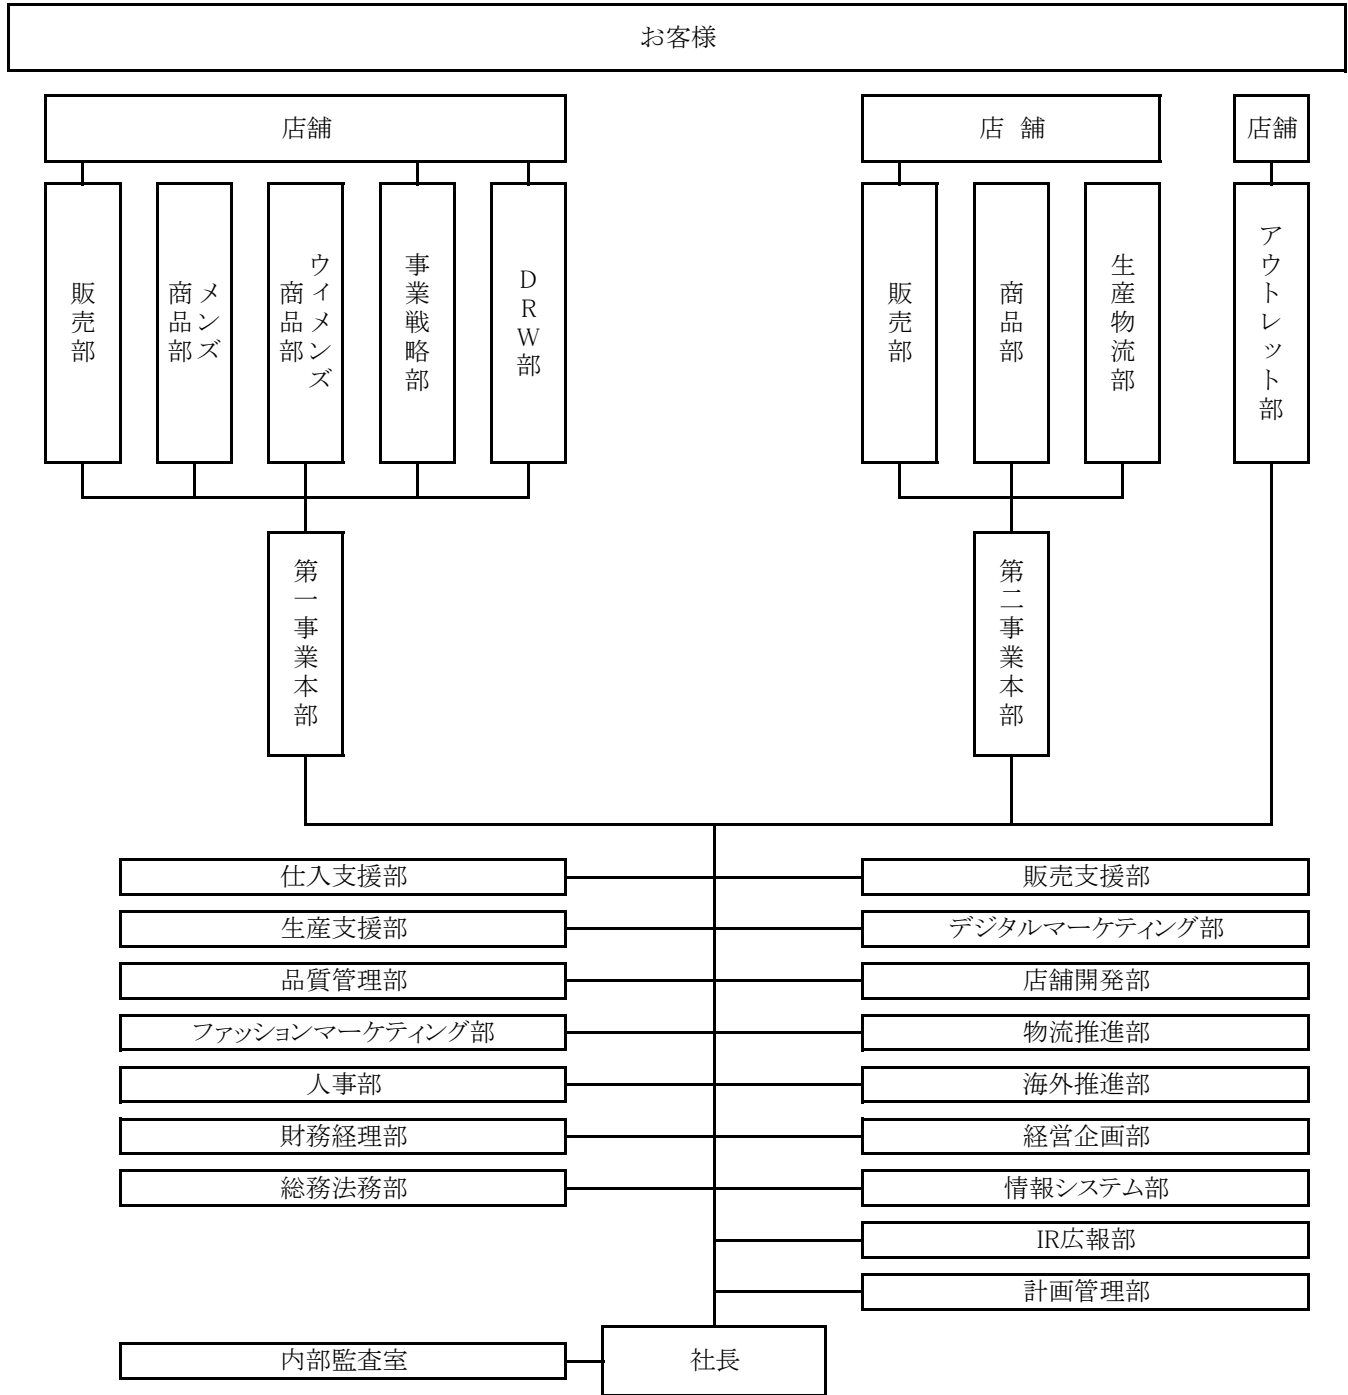 お客様
店舗
店 舗
店舗
販売部
メンズ
商品部
ウイメンズ
商品部
事業戦略部
DRW部
販売部
商品部
生産物流部
アウトレット部
第一事業本部
第二事業本部
仕入支援部
販売支援部
生産支援部
デジタルマーケティング部
品質管理部
店舗開発部
ファッションマーケティング部
物流推進部
人事部
海外推進部
財務経理部
経営企画部
総務法務部
情報システム部
IR広報部
計画管理部
内部監査室
社長